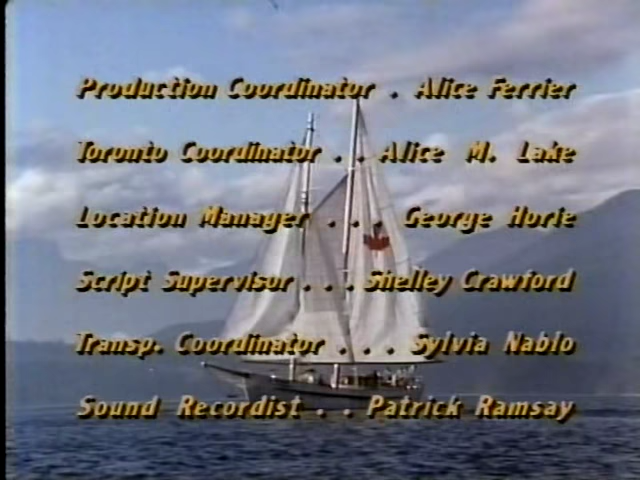 Production Coordinator . Alice Ferrier
Toronto Coordinator . . Alice M. Lake
Location Manager . . . George Horie
Script Supervisor . . . Shelley Crawford
Transp. Coordinator . . . Sylvia Nablo
Sound Recordist . . Patrick Ramsay